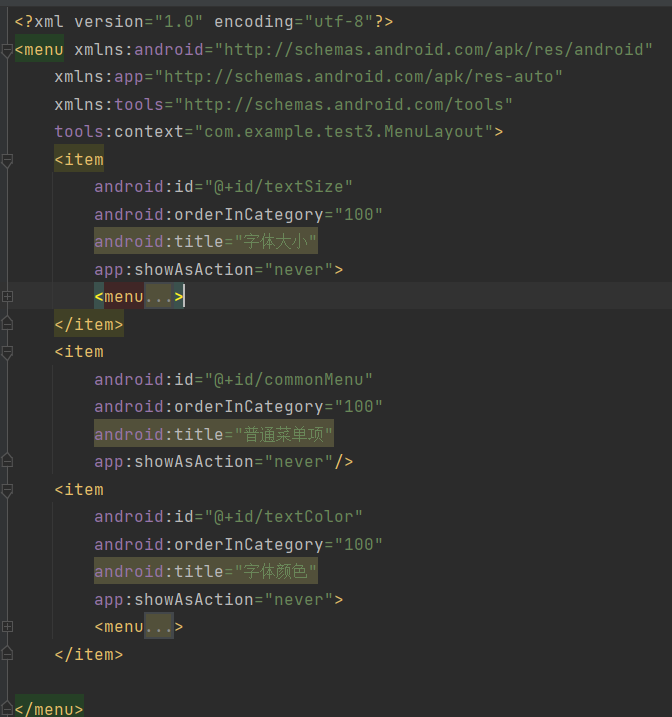 <?xml version="1.0" encoding="utf-8"?>
<menu xmlns:android="http://schemas.android.com/apk/res/android"
    xmlns:app="http://schemas.android.com/apk/res-auto"
    xmlns:tools="http://schemas.android.com/tools"
    tools:context="com.example.test3.MenuLayout">
    <item
        android:id="@+id/textSize"
        android:orderInCategory="100"
        android:title="字体大小"
        app:showAsAction="never">
        <menu...>
    </item>
    <item
        android:id="@+id/commonMenu"
        android:orderInCategory="100"
        android:title="普通菜单项"
        app:showAsAction="never"/>
    <item
        android:id="@+id/textColor"
        android:orderInCategory="100"
        android:title="字体颜色"
        app:showAsAction="never">
        <menu...>
    </item>
</menu>